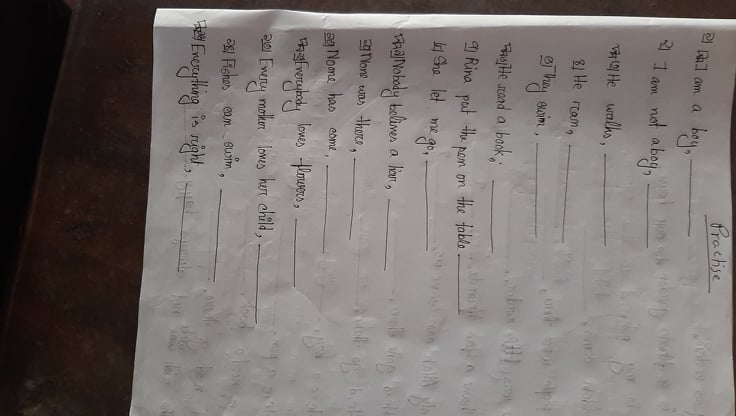 Practise
১) I am a boy, ________
২) I am not a boy, ________
৩) He walks, ________
৪) He ran, ________
৫) They swim, ________
৬) He read a book, ________
৭) Rina put the pen on the table ________
৮) She let me go, ________
৯) Nobody belives a liar, ________
১০) None was there, ________
১১) Noone has come, ________
১২) Everybody loves flowers, ________
১৩) Every mother loves her child, ________
১৪) Fishes can swim, ________
১৫) Everything is right, ________